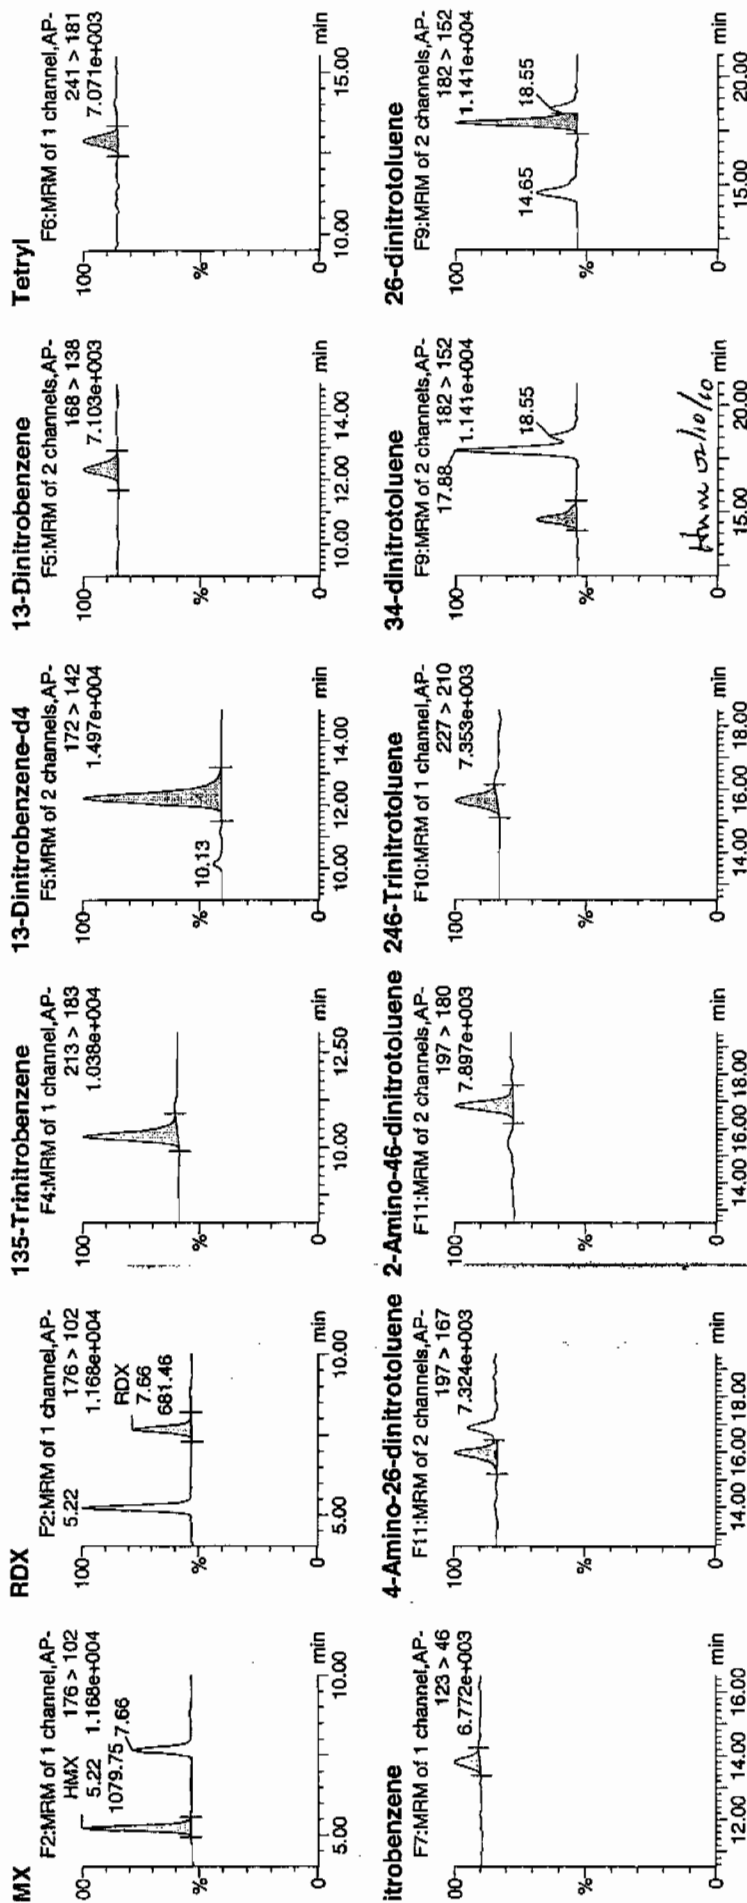 MX
F2:MRM of 1 channel,AP-
HMX
176 > 102
5.22
1.168e+004
1079.75
7.66
00
%
0
5.00
10.00
min
RDX
F2:MRM of 1 channel,AP-
5.22
176 > 102
1.168e+004
RDX
7.66
681.46
100
%
0
5.00
10.00
min
135-Trinitrobenzene
F4:MRM of 1 channel,AP-
213 > 183
1.038e+004
100
%
0
10.00
12.50
min
13-Dinitrobenzene-d4
F5:MRM of 2 channels,AP-
172 > 142
1.497e+004
10.13
100
%
0
10.00
12.00
14.00
min
13-Dinitrobenzene
F5:MRM of 2 channels,AP-
168 > 138
7.103e+003
100
%
0
10.00
12.00
14.00
min
Tetryl
F6:MRM of 1 channel,AP-
241 > 181
7.071e+003
100
%
0
10.00
15.00
min
itrobenzene
F7:MRM of 1 channel,AP-
123 > 46
6.772e+003
00
%
0
12.00
14.00
16.00
min
4-Amino-26-dinitrotoluene
F11:MRM of 2 channels,AP-
197 > 167
7.324e+003
100
%
0
14.00
16.00
18.00
min
2-Amino-46-dinitrotoluene
F11:MRM of 2 channels,AP-
197 > 180
7.897e+003
100
%
0
14.00
16.00
18.00
min
246-Trinitrotoluene
F10:MRM of 1 channel,AP-
227 > 210
7.353e+003
100
%
0
14.00
16.00
18.00
min
34-dinitrotoluene
F9:MRM of 2 channels,AP-
17.88
182 > 152
1.141e+004
18.55
100
%
0
15.00
20.00
min
02/10/10
26-dinitrotoluene
F9:MRM of 2 channels,AP-
182 > 152
1.141e+004
14.65
18.55
100
%
0
15.00
20.00
min